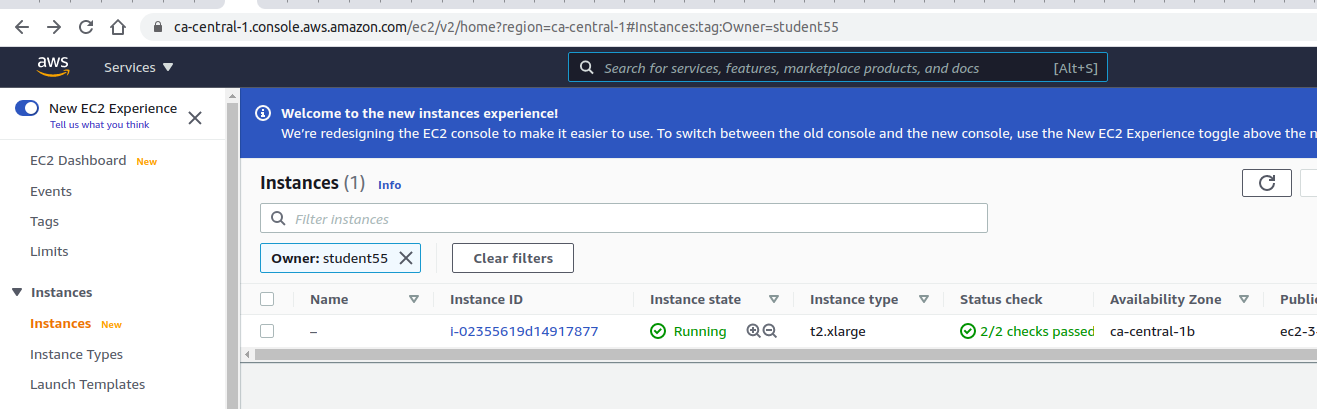 ca-central-1.console.aws.amazon.com/ec2/v2/home?region=ca-central-1#Instances:tag:Owner=student55
aws
Services
Search for services, features, marketplace products, and docs
[Alt+S]
New EC2 Experience
Tell us what you think
EC2 Dashboard New
Events
Tags
Limits
Instances
Instances New
Instance Types
Launch Templates
Welcome to the new instances experience!
We're redesigning the EC2 console to make it easier to use. To switch between the old console and the new console, use the New EC2 Experience toggle above the n
Instances (1) Info
Filter instances
Owner: student55
Clear filters
Name Instance ID Instance state Instance type Status check Availability Zone Public
– i-02355619d14917877 Running t2.xlarge 2/2 checks passed ca-central-1b ec2-3-